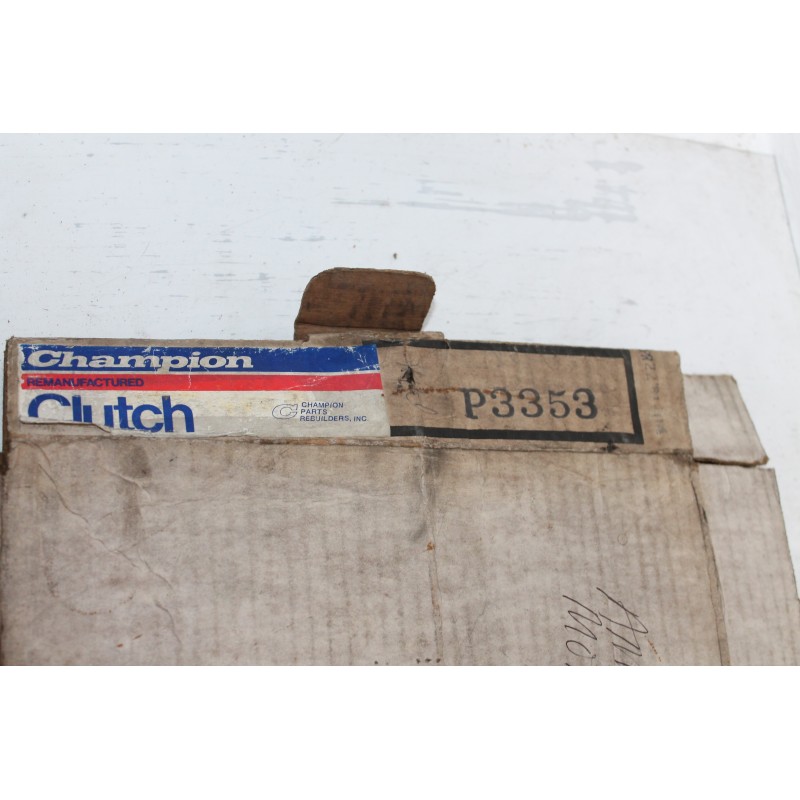 Champion
REMANUFACTURED
Clutch
CHAMPION
PARTS
REBUILDERS, INC.
P3353